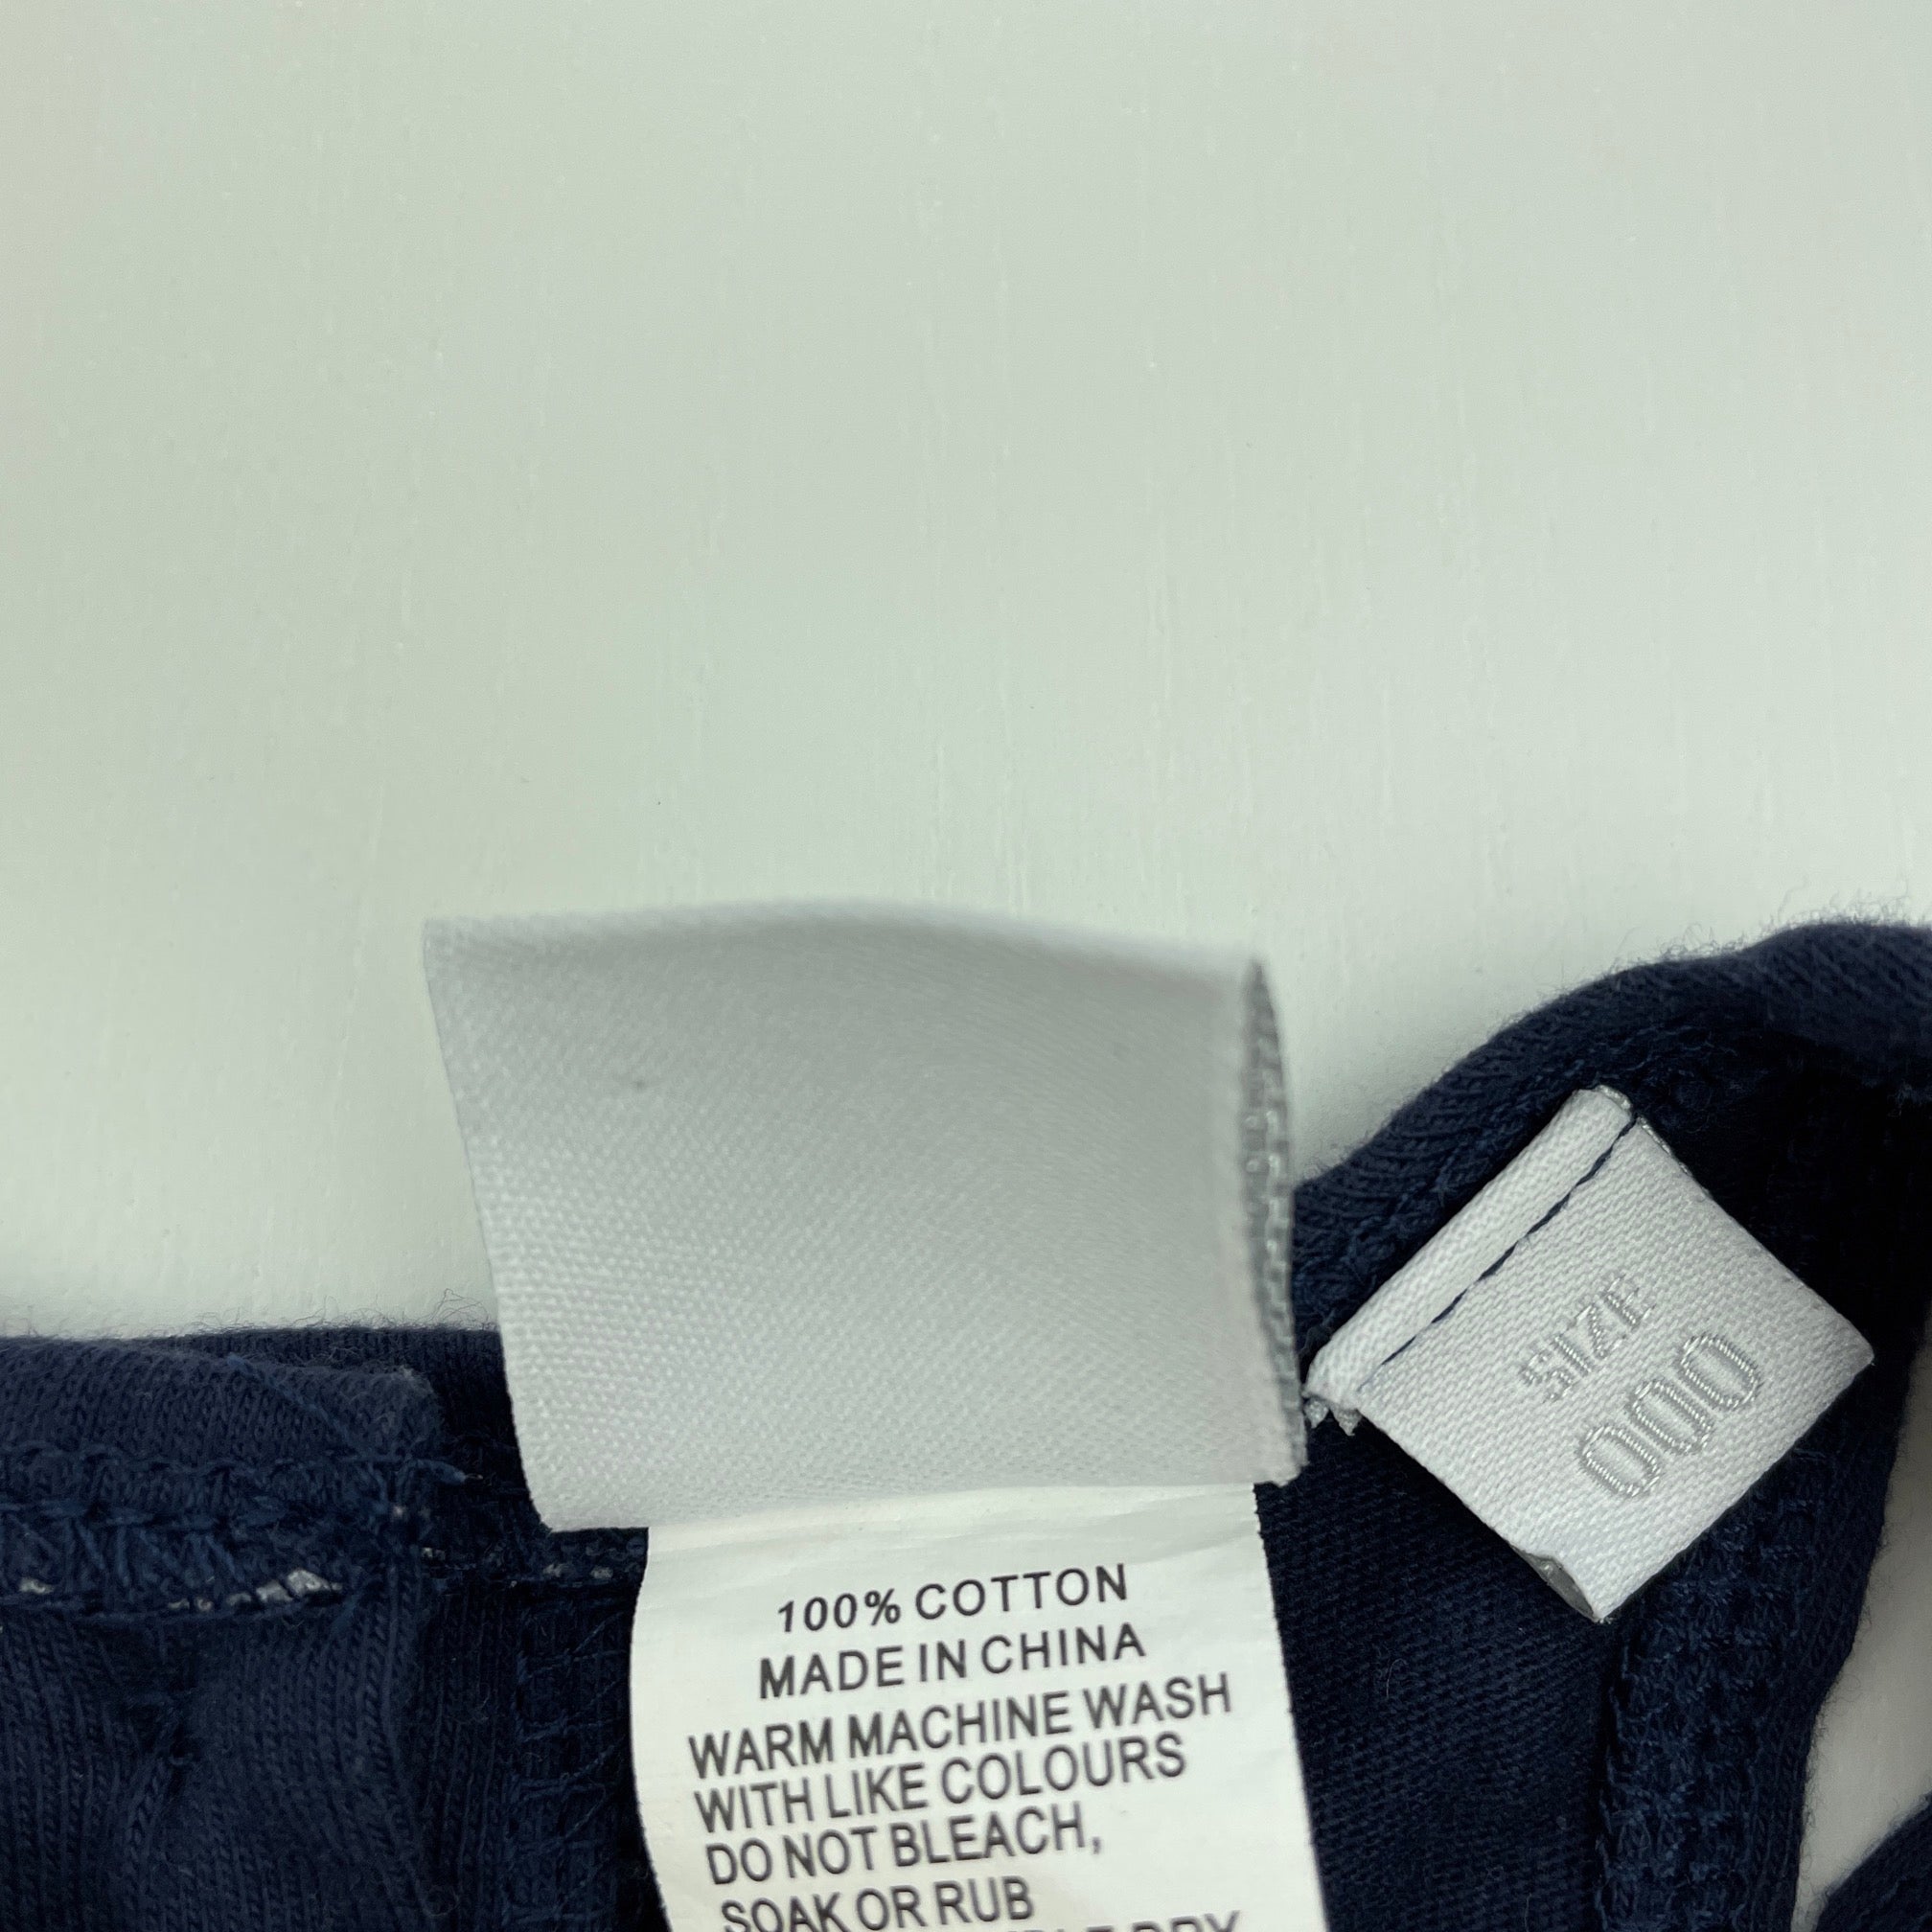 SIZE
000
100% COTTON
MADE IN CHINA
WARM MACHINE WASH
WITH LIKE COLOURS
DO NOT BLEACH,
SOAK OR RUB
DRY